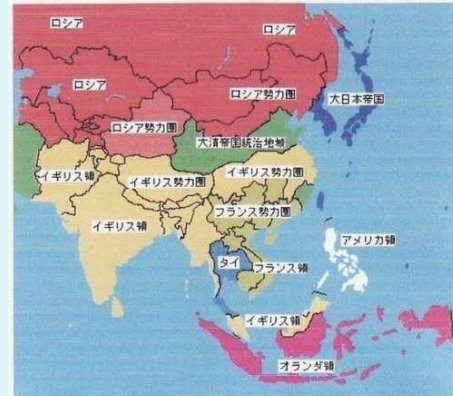 ロシア
ロシア
ロシア
ロシア勢力圏
大日本帝国
ロシア勢力圏
大清帝国統治地域
イギリス領
イギリス勢力圏
イギリス勢力圏
フランス勢力圏
イギリス領
アメリカ領
タイ
フランス領
イギリス領
オランダ領